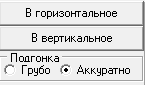 В горизонтальное
В вертикальное
Подгонка
Грубо Аккуратно